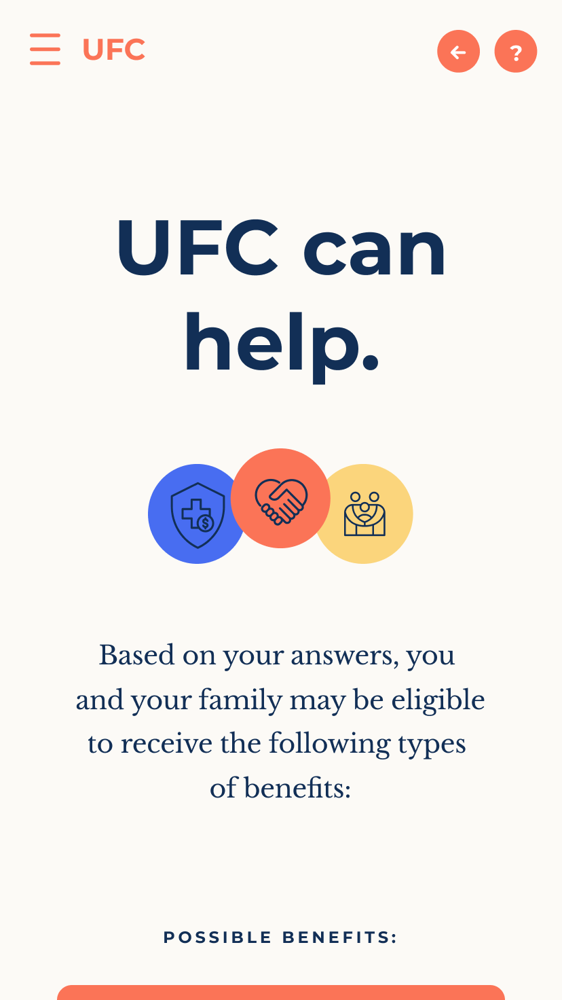 UFC
?
UFC can
help.
$
Based on your answers, you
and your family may be eligible
to receive the following types
of benefits:
POSSIBLE BENEFITS: